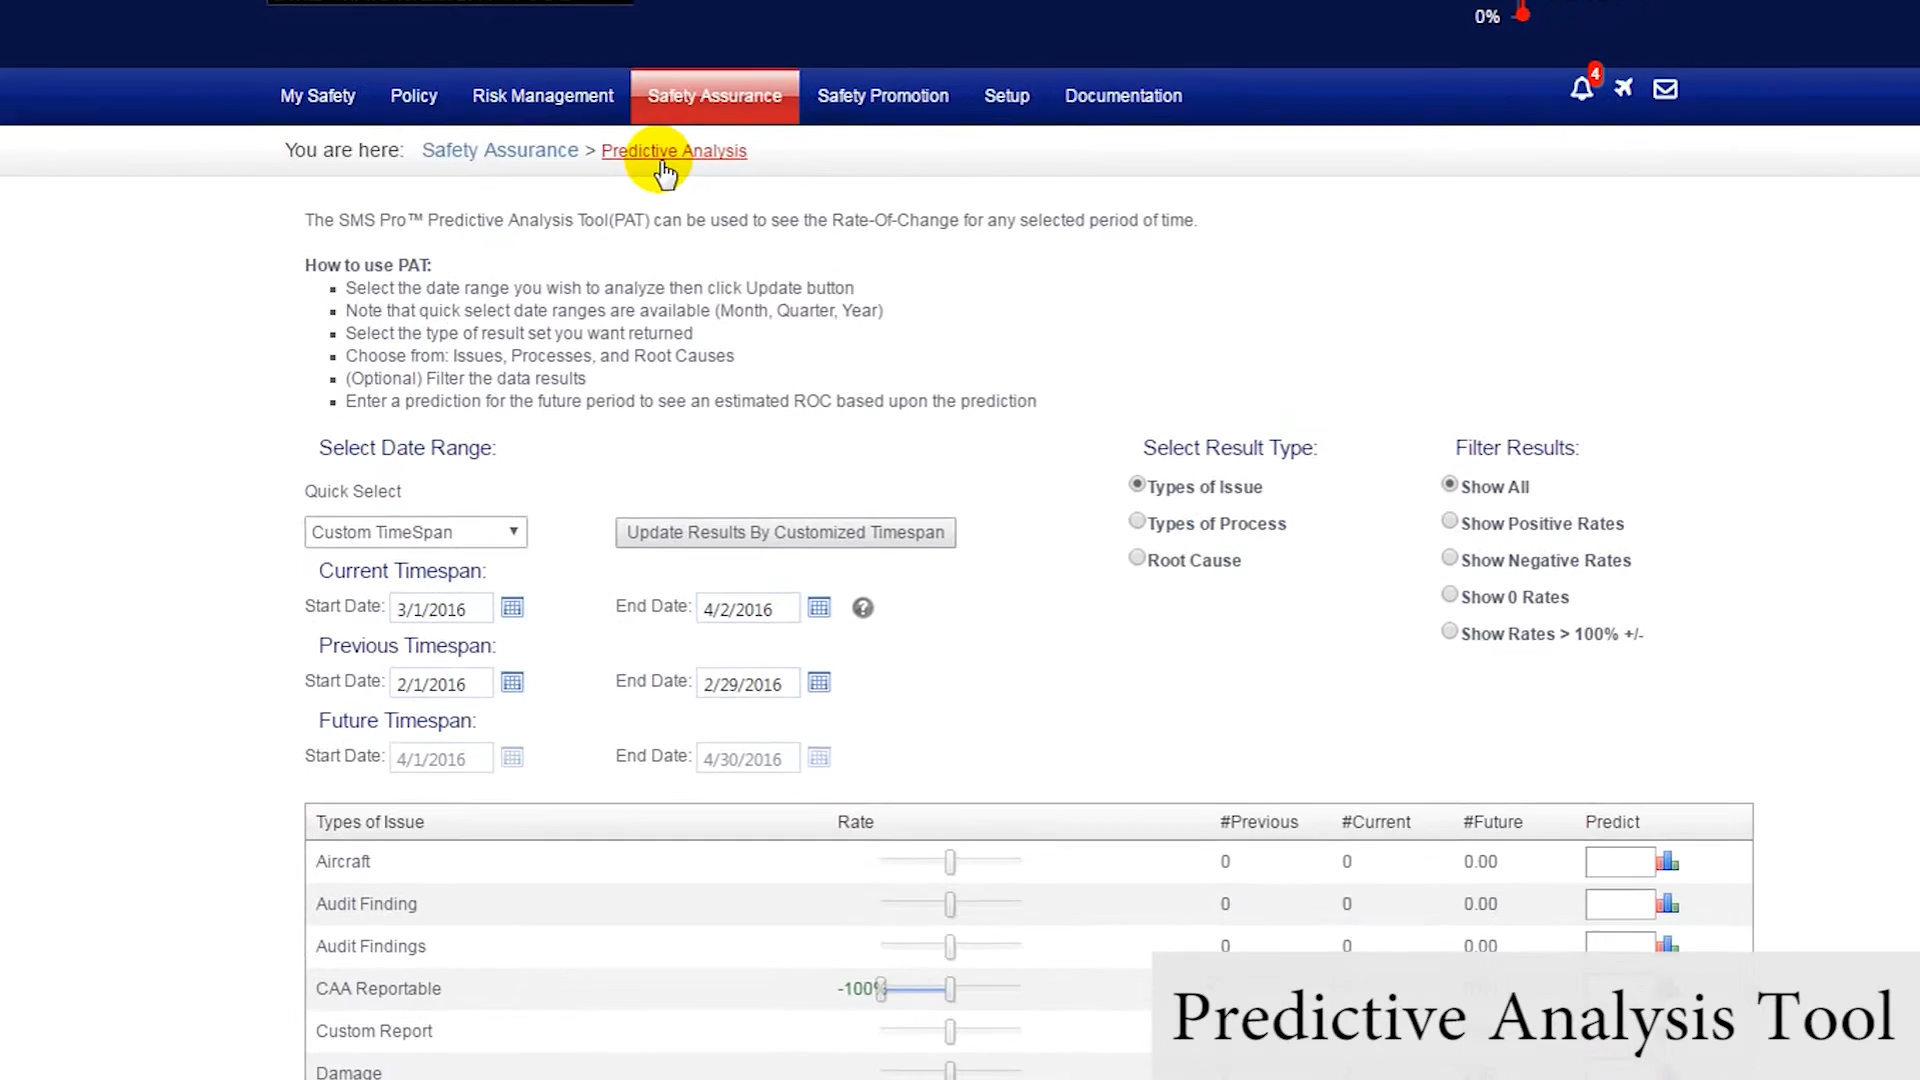 0%
My Safety Policy Risk Management Safety Assurance Safety Promotion Setup Documentation 4
You are here: Safety Assurance > Predictive Analysis
The SMS Pro™ Predictive Analysis Tool(PAT) can be used to see the Rate-Of-Change for any selected period of time.
How to use PAT:
Select the date range you wish to analyze then click Update button
Note that quick select date ranges are available (Month, Quarter, Year)
Select the type of result set you want returned
Choose from: Issues, Processes, and Root Causes
(Optional) Filter the data results
Enter a prediction for the future period to see an estimated ROC based upon the prediction
Select Date Range: Select Result Type: Filter Results:
Quick Select Types of Issue Show All
Custom TimeSpan Update Results By Customized Timespan Types of Process Show Positive Rates
Current Timespan: Root Cause Show Negative Rates
Start Date: 3/1/2016 End Date: 4/2/2016 ? Show 0 Rates
Previous Timespan: Show Rates > 100% +/-
Start Date: 2/1/2016 End Date: 2/29/2016
Future Timespan:
Start Date: 4/1/2016 End Date: 4/30/2016
Types of Issue Rate #Previous #Current #Future Predict
Aircraft 0 0 0.00
Audit Finding 0 0 0.00
Audit Findings 0 0 0.00
CAA Reportable -100%
Custom Report
Damage
Predictive Analysis Tool